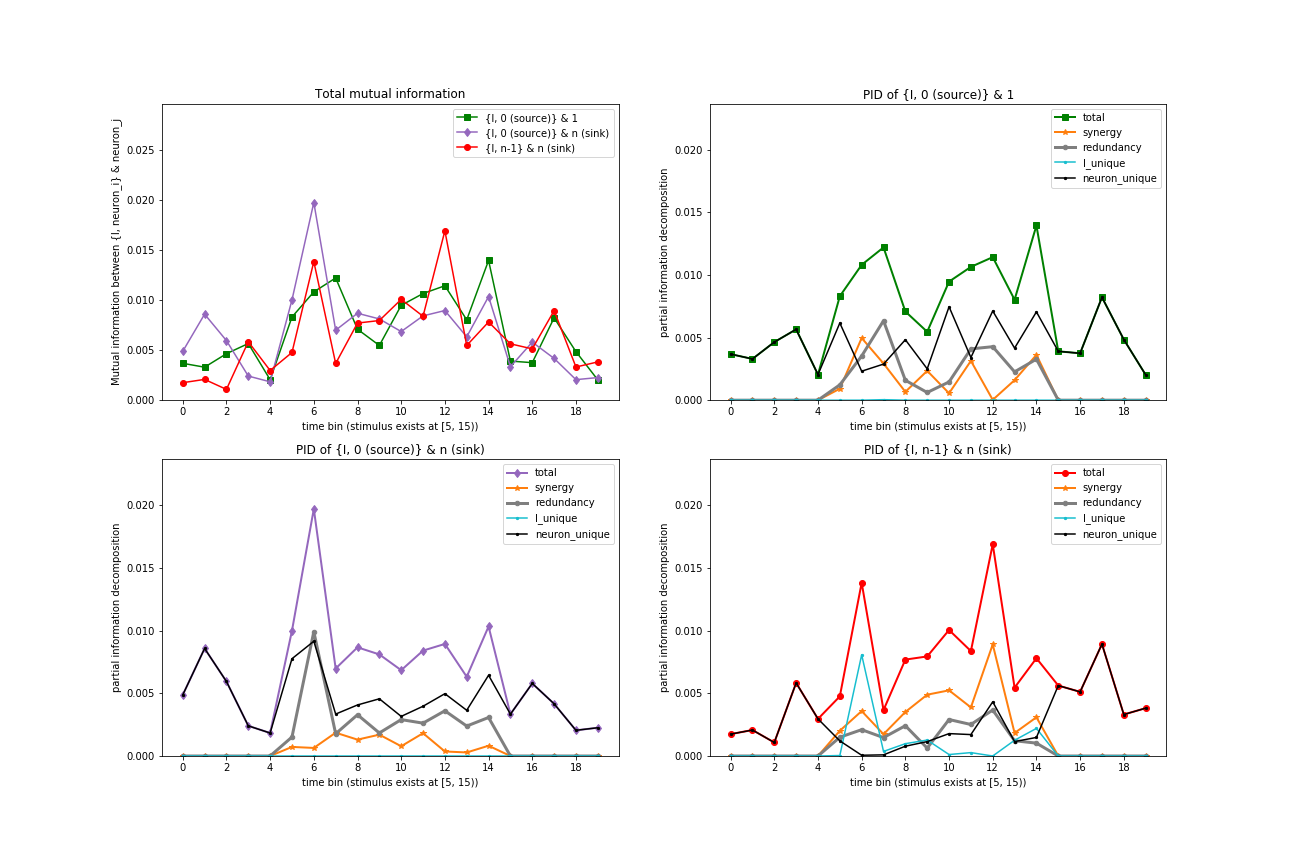 Total mutual information
Mutual information between {I, neuron_i} & neuron_j
0.025
0.020
0.015
0.010
0.005
0.000
{I, 0 (source)} & 1
{I, 0 (source)} & n (sink)
{I, n-1} & n (sink)
0 2 4 6 8 10 12 14 16 18
time bin (stimulus exists at [5, 15))
PID of {I, 0 (source)} & 1
partial information decomposition
0.020
0.015
0.010
0.005
0.000
total
synergy
redundancy
I_unique
neuron_unique
0 2 4 6 8 10 12 14 16 18
time bin (stimulus exists at [5, 15))
PID of {I, 0 (source)} & n (sink)
partial information decomposition
0.020
0.015
0.010
0.005
0.000
total
synergy
redundancy
I_unique
neuron_unique
0 2 4 6 8 10 12 14 16 18
time bin (stimulus exists at [5, 15))
PID of {I, n-1} & n (sink)
partial information decomposition
0.020
0.015
0.010
0.005
0.000
total
synergy
redundancy
I_unique
neuron_unique
0 2 4 6 8 10 12 14 16 18
time bin (stimulus exists at [5, 15))